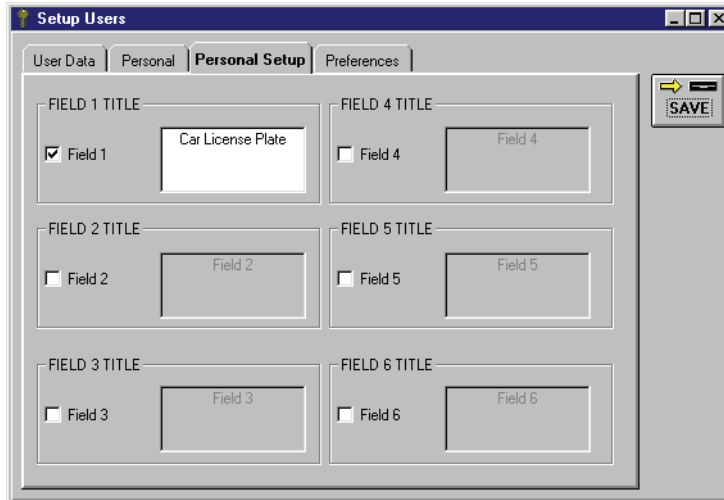 Setup Users
User Data Personal Personal Setup Preferences
SAVE
FIELD 1 TITLE
Field 1
Car License Plate
FIELD 4 TITLE
Field 4
Field 4
FIELD 2 TITLE
Field 2
Field 2
FIELD 5 TITLE
Field 5
Field 5
FIELD 3 TITLE
Field 3
Field 3
FIELD 6 TITLE
Field 6
Field 6